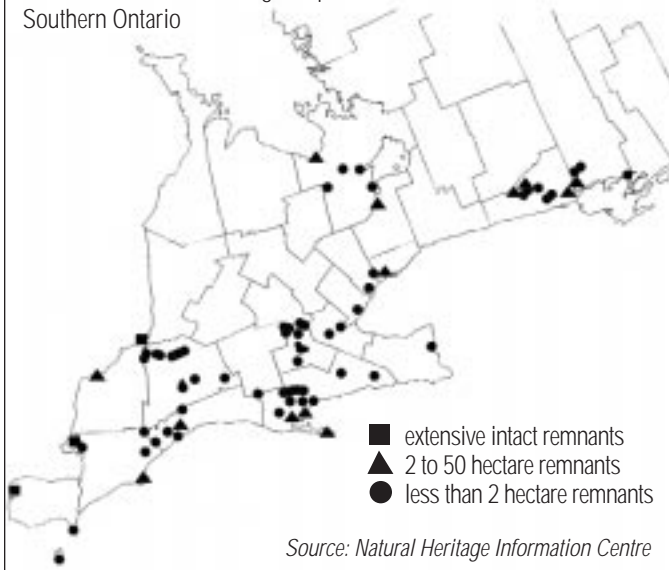 Southern Ontario
extensive intact remnants
2 to 50 hectare remnants
less than 2 hectare remnants
Source: Natural Heritage Information Centre